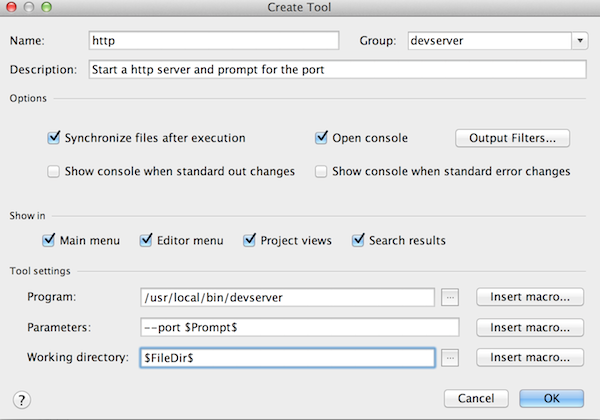 Create Tool
Name: http Group: devserver
Description: Start a http server and prompt for the port
Options
Synchronize files after execution Open console Output Filters...
Show console when standard out changes Show console when standard error changes
Show in
Main menu Editor menu Project views Search results
Tool settings
Program: /usr/local/bin/devserver ... Insert macro...
Parameters: --port $Prompt$ Insert macro...
Working directory: $FileDir$ ... Insert macro...
? Cancel OK